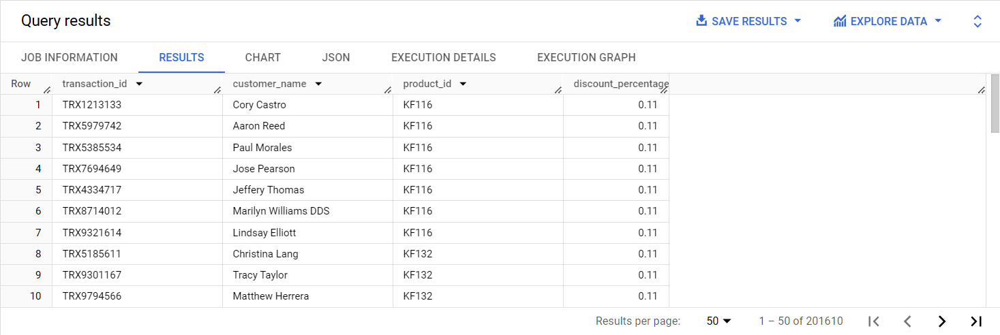 Query results SAVE RESULTS EXPLORE DATA
JOB INFORMATION RESULTS CHART JSON EXECUTION DETAILS EXECUTION GRAPH
Row transaction_id customer_name product_id discount_percentage
1 TRX1213133 Cory Castro KF116 0.11
2 TRX5979742 Aaron Reed KF116 0.11
3 TRX5385534 Paul Morales KF116 0.11
4 TRX7694649 Jose Pearson KF116 0.11
5 TRX4334717 Jeffery Thomas KF116 0.11
6 TRX8714012 Marilyn Williams DDS KF116 0.11
7 TRX9321614 Lindsay Elliott KF116 0.11
8 TRX5185611 Christina Lang KF132 0.11
9 TRX9301167 Tracy Taylor KF132 0.11
10 TRX9794566 Matthew Herrera KF132 0.11
Results per page: 50 1 – 50 of 201610